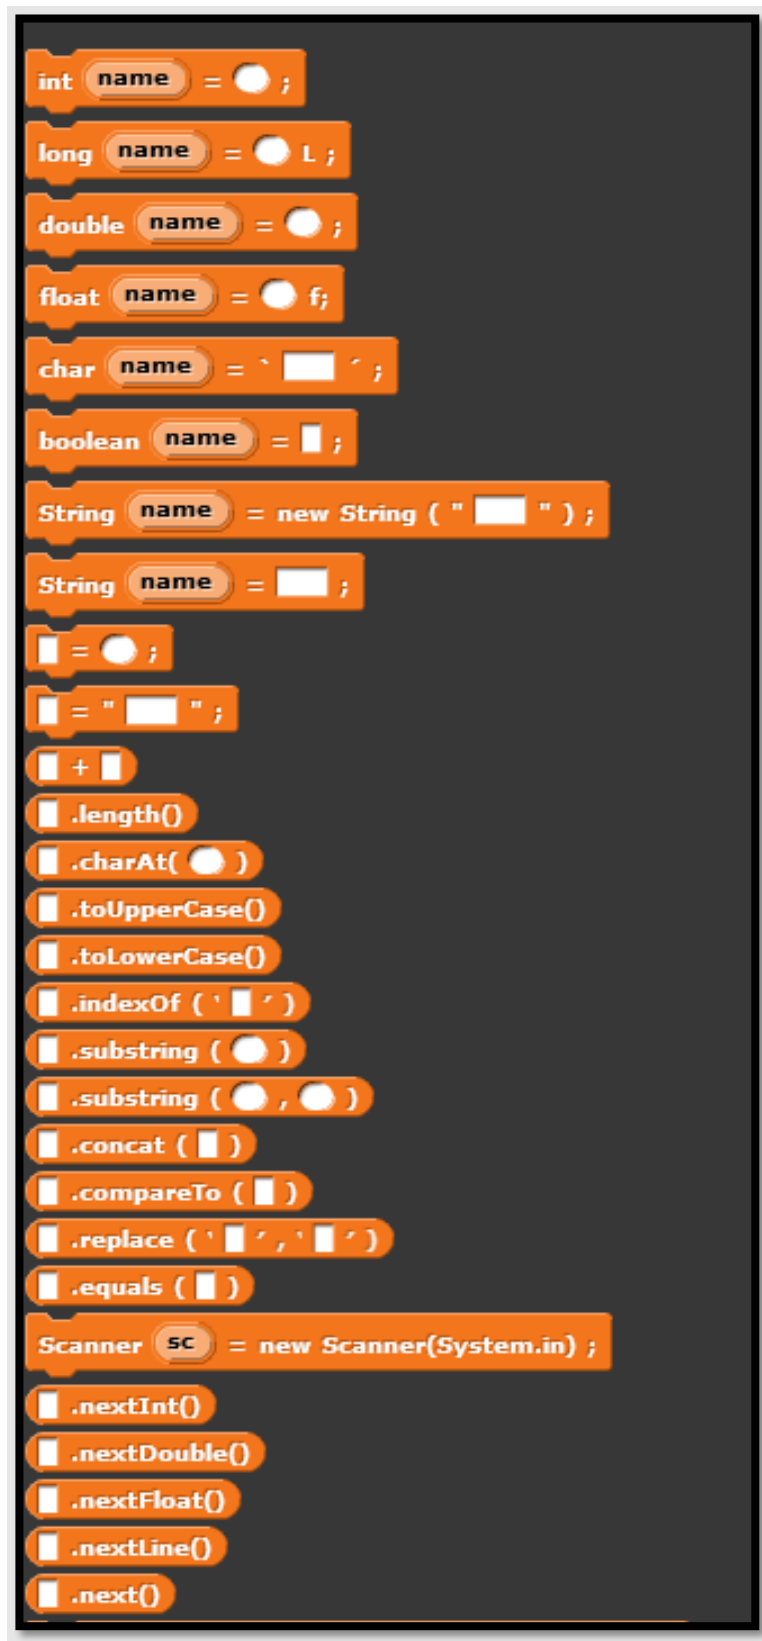 int name = ;
long name = L ;
double name = ;
float name = f;
char name = ` ´ ;
boolean name = ;
String name = new String ( " " ) ;
String name = ;
= ;
= " " ;
+
.length()
.charAt( )
.toUpperCase()
.toLowerCase()
.indexOf ( ‛ ′ )
.substring ( )
.substring ( , )
.concat ( )
.compareTo ( )
.replace ( ‛ ′ , ‛ ′ )
.equals ( )
Scanner sc = new Scanner(System.in) ;
.nextInt()
.nextDouble()
.nextFloat()
.nextLine()
.next()